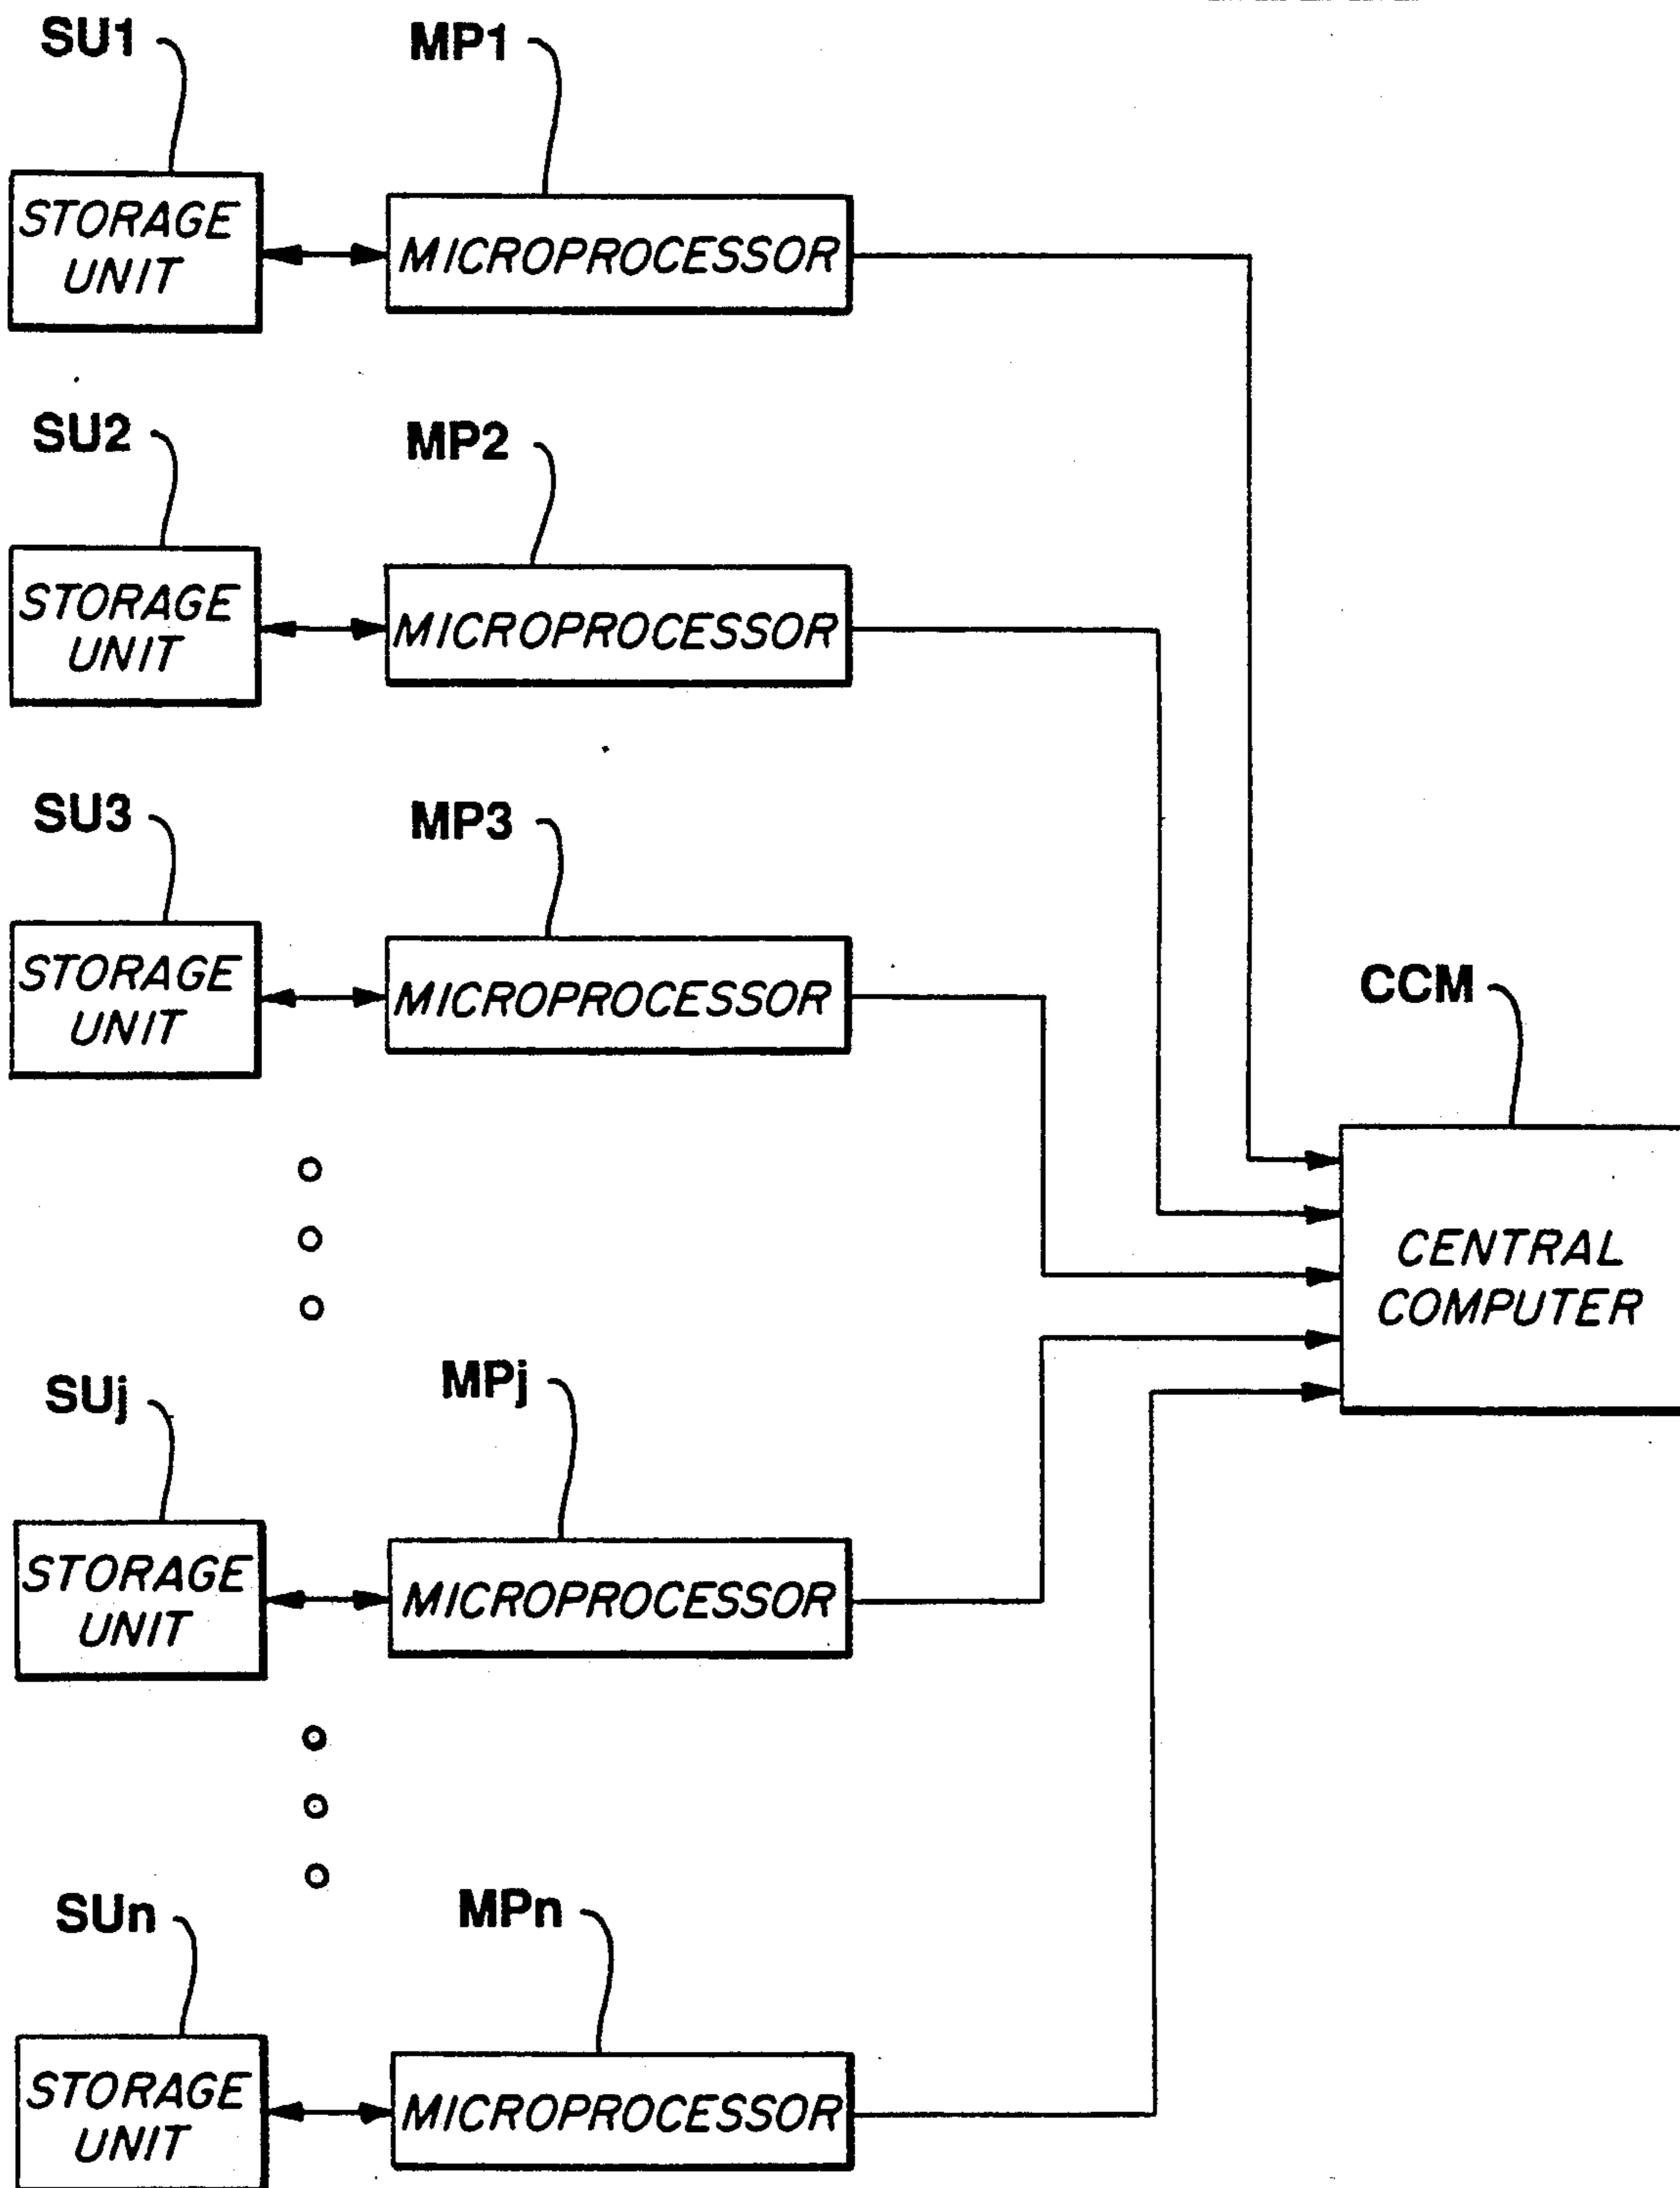 SU1
MP1
STORAGE
UNIT
MICROPROCESSOR
SU2
MP2
STORAGE
UNIT
MICROPROCESSOR
SU3
MP3
STORAGE
UNIT
MICROPROCESSOR
CCM
CENTRAL
COMPUTER
SUj
MPj
STORAGE
UNIT
MICROPROCESSOR
SUn
MPn
STORAGE
UNIT
MICROPROCESSOR